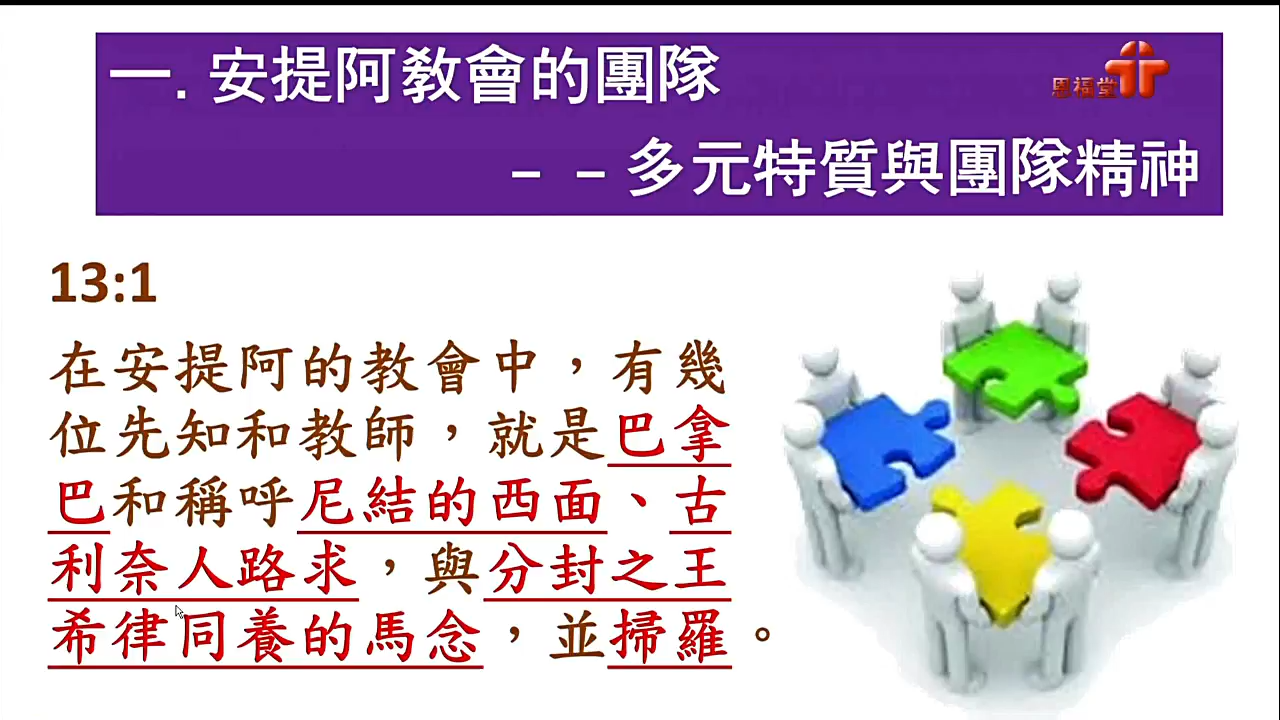 一. 安提阿教會的團隊
恩福堂
– – 多元特質與團隊精神
13:1
在安提阿的教會中，有幾
位先知和教師，就是巴拿
巴和稱呼尼結的西面、古
利奈人路求，與分封之王
希律同養的馬念，並掃羅。